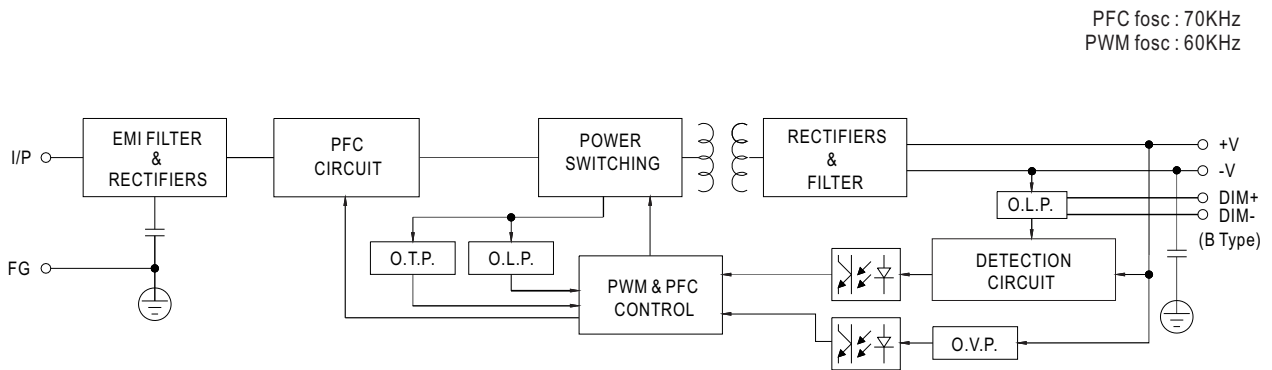 PFC fosc : 70KHz
PWM fosc : 60KHz
I/P
EMI FILTER
&
RECTIFIERS
PFC
CIRCUIT
POWER
SWITCHING
RECTIFIERS
&
FILTER
+V
-V
DIM+
DIM-
(B Type)
O.L.P.
FG
O.T.P.
O.L.P.
PWM & PFC
CONTROL
DETECTION
CIRCUIT
O.V.P.